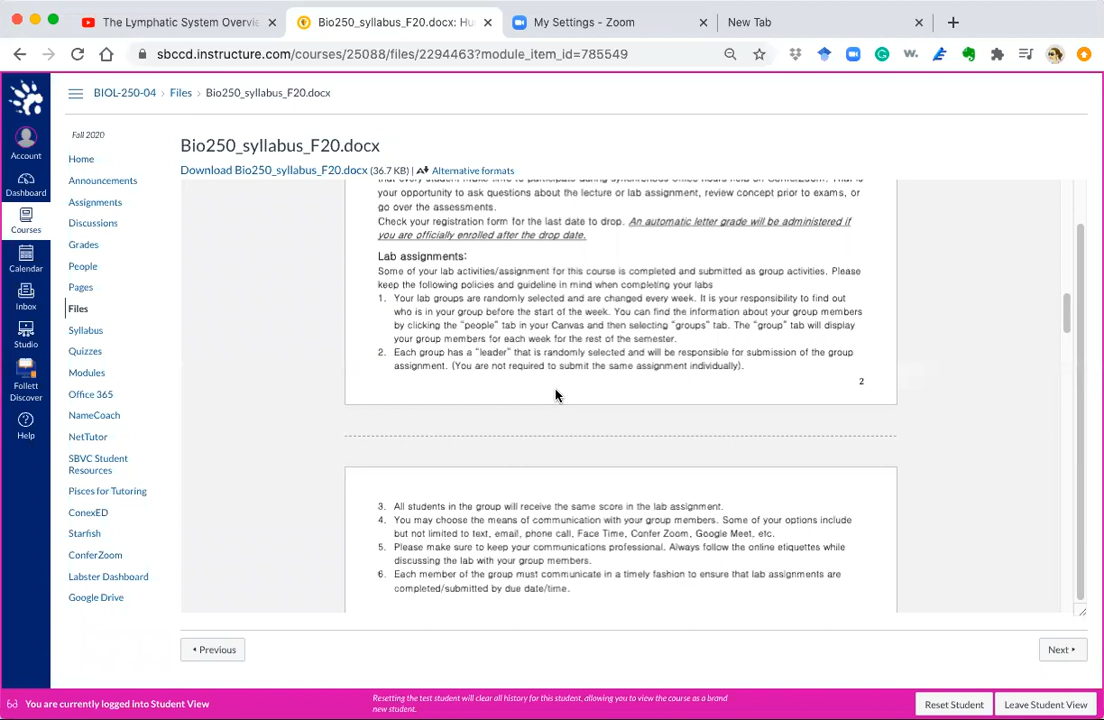 The Lymphatic System Overvie
Bio250_syllabus_F20.docx: Hu
My Settings - Zoom
New Tab
sbccd.instructure.com/courses/25088/files/2294463?module_item_id=785549
BIOL-250-04 > Files > Bio250_syllabus_F20.docx
Account
Dashboard
Courses
Calendar
Inbox
Studio
Follett
Discover
Help
Fall 2020
Home
Announcements
Assignments
Discussions
Grades
People
Pages
Files
Syllabus
Quizzes
Modules
Office 365
NameCoach
NetTutor
SBVC Student
Resources
Pisces for Tutoring
ConexED
Starfish
ConferZoom
Labster Dashboard
Google Drive
Bio250_syllabus_F20.docx
Download Bio250_syllabus_F20.docx (36.7 KB) | Alternative formats
that every student make time to participate during synchronous office hours held on ConferZoom. That is
your opportunity to ask questions about the lecture or lab assignment, review concept prior to exams, or
go over the assessments.
Check your registration form for the last date to drop. An automatic letter grade will be administered if
you are officially enrolled after the drop date.
Lab assignments:
Some of your lab activities/assignment for this course is completed and submitted as group activities. Please
keep the following policies and guideline in mind when completing your labs
1. Your lab groups are randomly selected and are changed every week. It is your responsibility to find out
who is in your group before the start of the week. You can find the information about your group members
by clicking the "people" tab in your Canvas and then selecting "groups" tab. The "group" tab will display
your group members for each week for the rest of the semester.
2. Each group has a "leader" that is randomly selected and will be responsible for submission of the group
assignment. (You are not required to submit the same assignment individually).
2
3. All students in the group will receive the same score in the lab assignment.
4. You may choose the means of communication with your group members. Some of your options include
but not limited to text, email, phone call, Face Time, Confer Zoom, Google Meet, etc.
5. Please make sure to keep your communications professional. Always follow the online etiquettes while
discussing the lab with your group members.
6. Each member of the group must communicate in a timely fashion to ensure that lab assignments are
completed/submitted by due date/time.
Previous
Next
You are currently logged into Student View
Resetting the test student will clear all history for this student, allowing you to view the course as a brand
new student.
Reset Student
Leave Student View